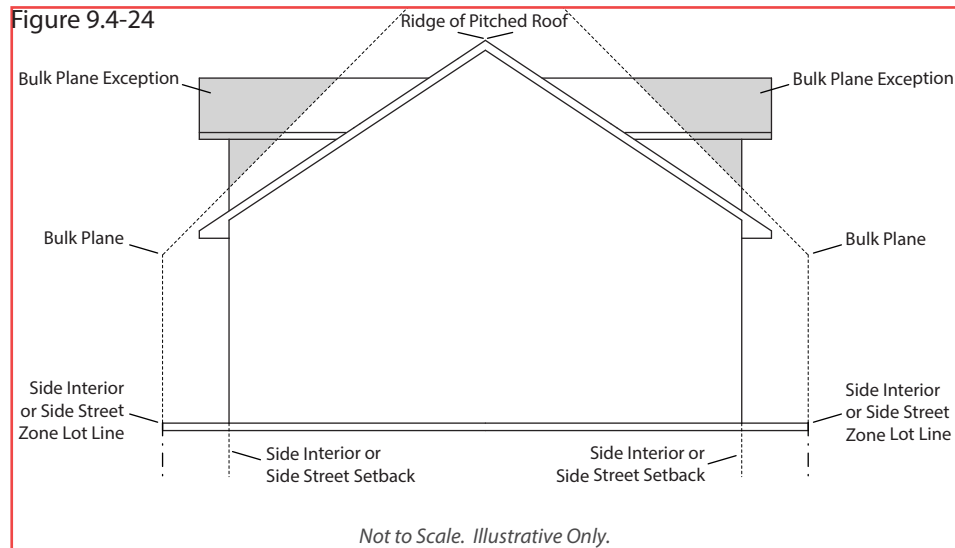 Figure 9.4-24
Ridge of Pitched Roof
Bulk Plane Exception
Bulk Plane Exception
Bulk Plane
Bulk Plane
Side Interior
or Side Street
Zone Lot Line
Side Interior
or Side Street
Zone Lot Line
Side Interior or
Side Street Setback
Side Interior or
Side Street Setback
Not to Scale. Illustrative Only.